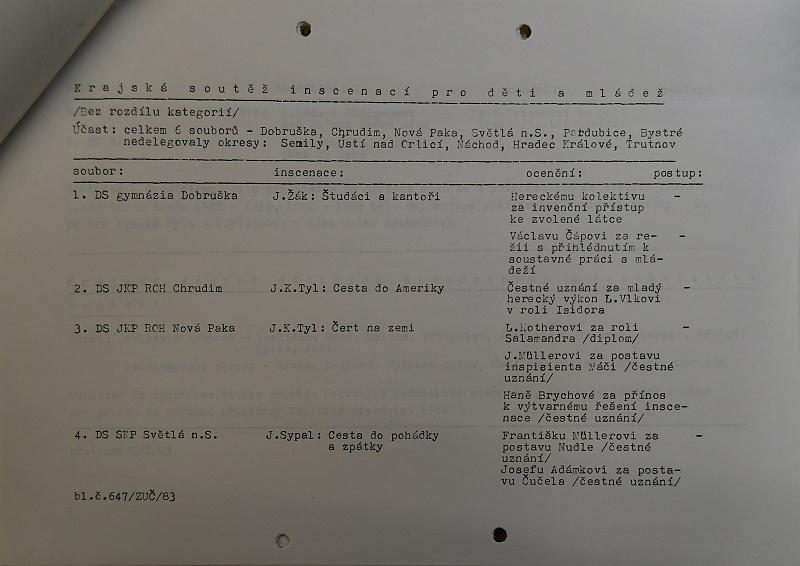 Krajská soutěž inscenací pro děti a mládež
/Bez rozdílu kategorií/
Účast: celkem 6 souborů - Dobruška, Chrudim, Nová Paka, Světlá n.S., Pardubice, Bystré
nedelegovaly okresy: Semily, Ústí nad Orlicí, Náchod, Hradec Králové, Trutnov
soubor: inscenace: ocenění: postup:
1. DS gymnázia Dobruška J.Žák: Študáci a kantoři Hereckému kolektivu -
za invenční přístup
ke zvolené látce
Václavu Čápovi za re- -
žii s přihlédnutím k
soustavné práci s mlá-
deží
2. DS JKP RCH Chrudim J.K.Tyl: Cesta do Ameriky Čestné uznání za mladý -
herecký výkon L.Vlkovi
v roli Isidora
3. DS JKP RCH Nová Paka J.K.Tyl: Čert na zemi L.Kotherovi za roli -
Salamandra /diplom/
J.Müllerovi za postavu
inspisienta Máči /čestné
uznání/
Haně Brychové za přínos
k výtvarnému řešení insce-
nace /čestné uznání/
4. DS SKP Světlá n.S. J.Sypal: Cesta do pohádky Františku Müllerovi za -
a zpátky postavu Nudle /čestné
uznání/
Josefu Adámkovi za posta-
vu Čučela /čestné uznání/
bl.č.647/ZUČ/83